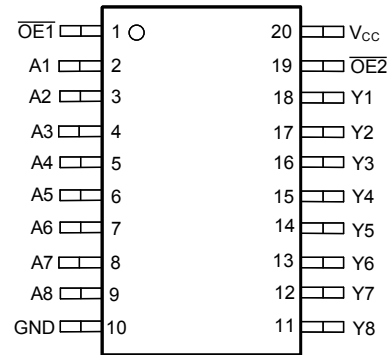 O̅E̅1̅ 1 20 VCC
A1 2 19 O̅E̅2̅
A2 3 18 Y1
A3 4 17 Y2
A4 5 16 Y3
A5 6 15 Y4
A6 7 14 Y5
A7 8 13 Y6
A8 9 12 Y7
GND 10 11 Y8